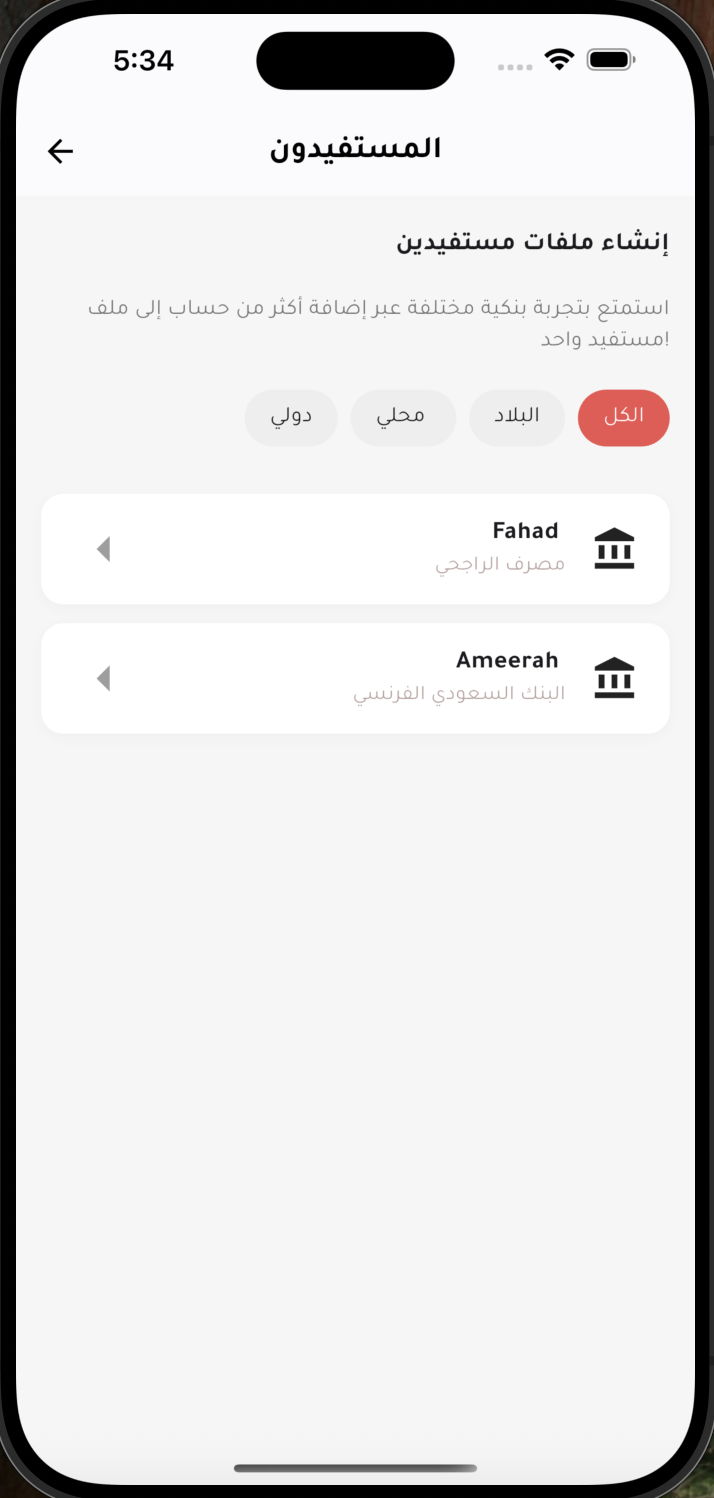 5:34
المستفيدون
إنشاء ملفات مستفيدين
استمتع بتجربة بنكية مختلفة عبر إضافة أكثر من حساب إلى ملف
!مستفيد واحد
الكل البلاد محلي دولي
Fahad
مصرف الراجحي
Ameerah
البنك السعودي الفرنسي